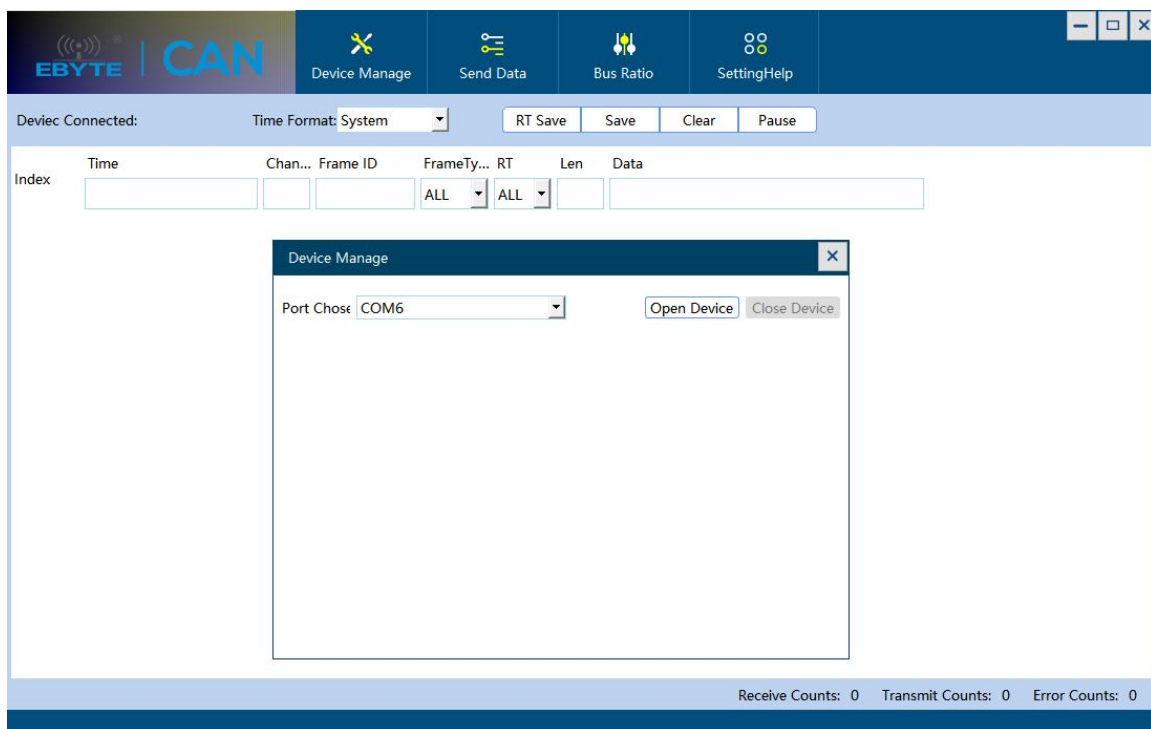 EBYTE | CAN
Device Manage
Send Data
Bus Ratio
SettingHelp
Deviec Connected:
Time Format: System
RT Save
Save
Clear
Pause
Index
Time
Chan...
Frame ID
FrameTy...
RT
Len
Data
ALL
ALL
Device Manage
Port Chose COM6
Open Device
Close Device
Receive Counts: 0
Transmit Counts: 0
Error Counts: 0